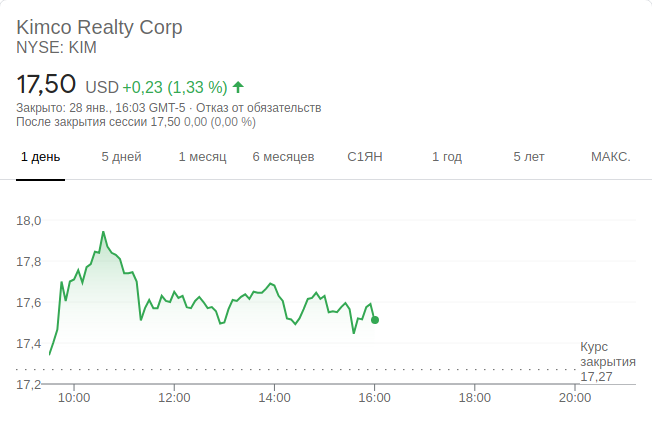 Kimco Realty Corp
NYSE: KIM
17,50 USD +0,23 (1,33 %)
Закрыто: 28 янв., 16:03 GMT-5 · Отказ от обязательств
После закрытия сессии 17,50 0,00 (0,00 %)
1 день 5 дней 1 месяц 6 месяцев С1ЯН 1 год 5 лет МАКС.
18,0
17,8
17,6
17,4
Курс
закрытия
17,27
17,2
10:00 12:00 14:00 16:00 18:00 20:00